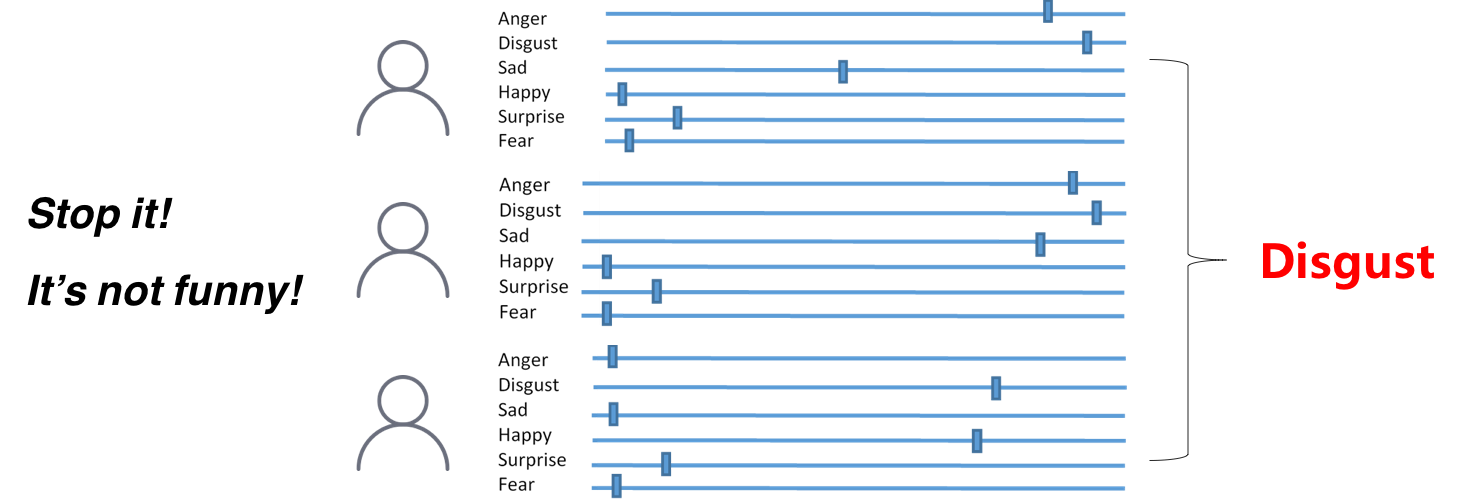 Stop it!
It's not funny!
Anger
Disgust
Sad
Happy
Surprise
Fear
Anger
Disgust
Sad
Happy
Surprise
Fear
Anger
Disgust
Sad
Happy
Surprise
Fear
Disgust